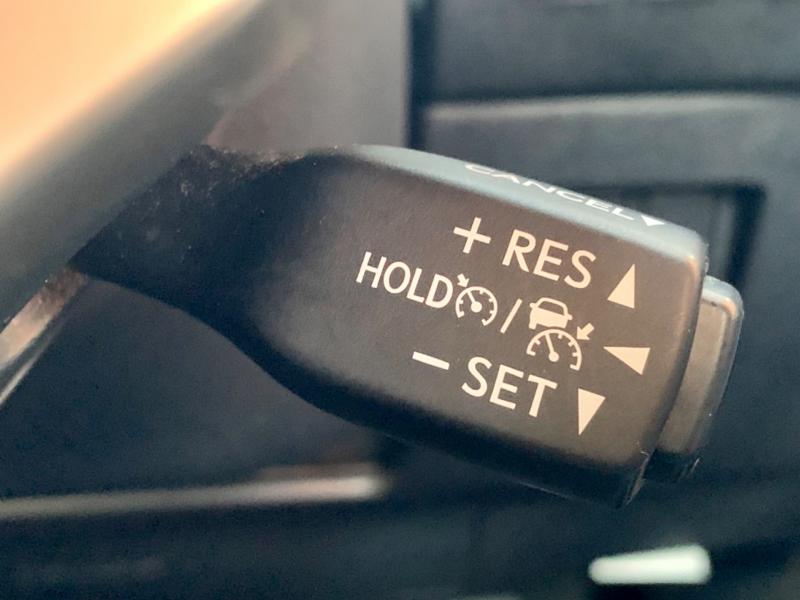 CANCEL
+ RES
HOLD /
− SET